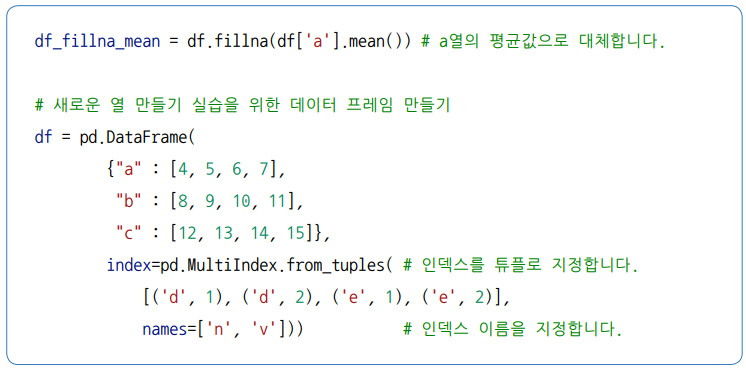 df_fillna_mean = df.fillna(df['a'].mean()) # a열의 평균값으로 대체합니다.
# 새로운 열 만들기 실습을 위한 데이터 프레임 만들기
df = pd.DataFrame(
{"a" : [4, 5, 6, 7],
"b" : [8, 9, 10, 11],
"c" : [12, 13, 14, 15]},
index=pd.MultiIndex.from_tuples( # 인덱스를 튜플로 지정합니다.
[('d', 1), ('d', 2), ('e', 1), ('e', 2)],
names=['n', 'v'])) # 인덱스 이름을 지정합니다.